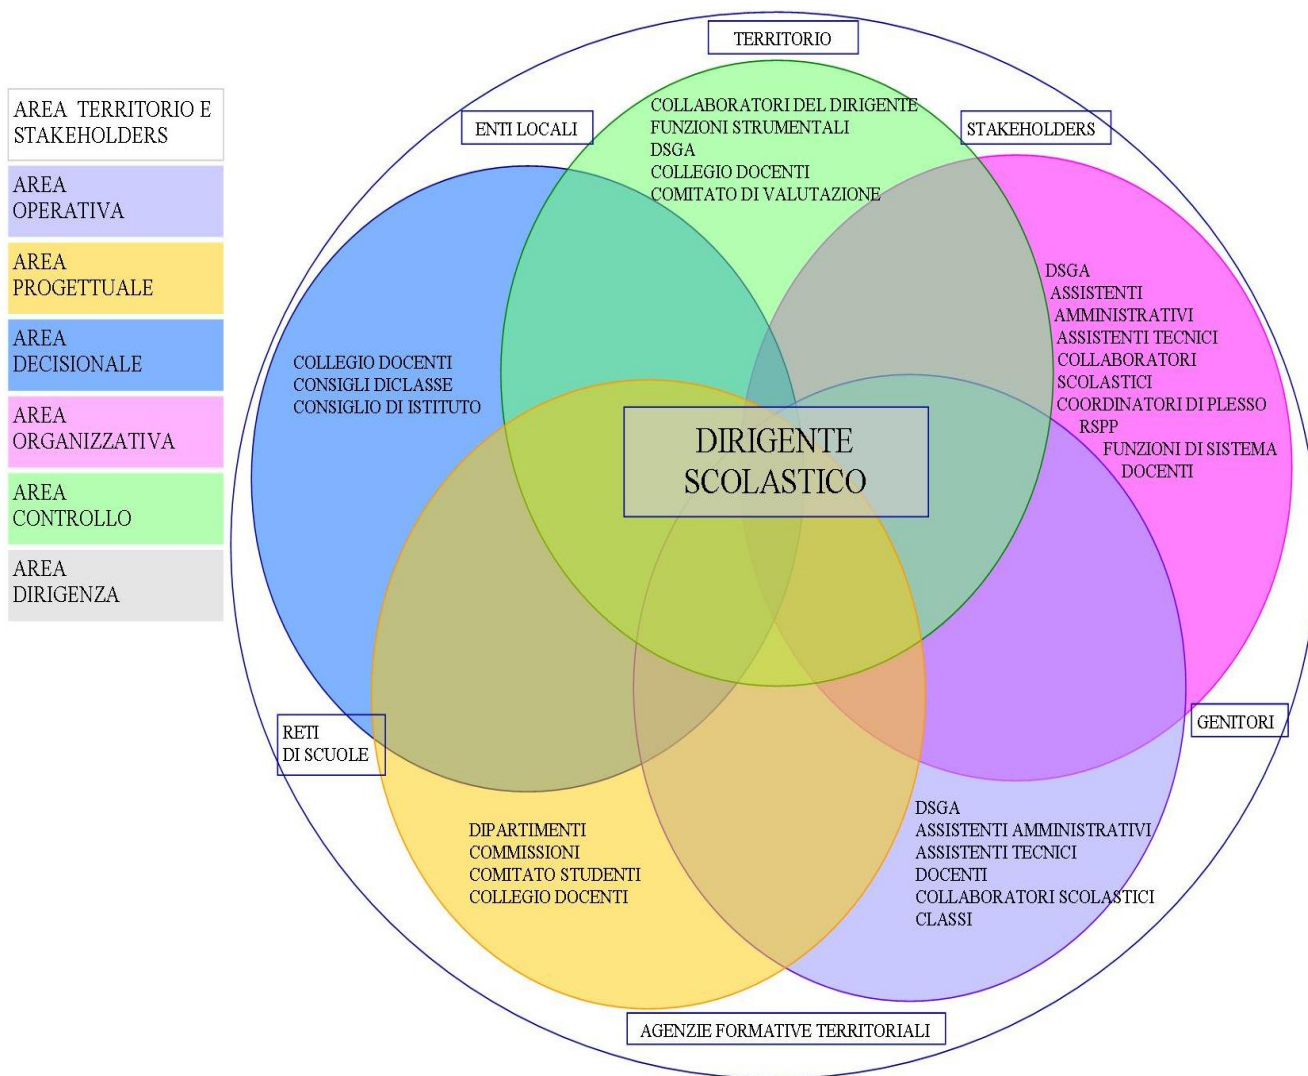 AREA TERRITORIO E
STAKEHOLDERS
AREA
OPERATIVA
AREA
PROGETTUALE
AREA
DECISIONALE
AREA
ORGANIZZATIVA
AREA
CONTROLLO
AREA
DIRIGENZA
TERRITORIO
ENTI LOCALI
STAKEHOLDERS
COLLABORATORI DEL DIRIGENTE
FUNZIONI STRUMENTALI
DSGA
COLLEGIO DOCENTI
COMITATO DI VALUTAZIONE
DSGA
ASSISTENTI
AMMINISTRATIVI
ASSISTENTI TECNICI
COLLABORATORI
SCOLASTICI
COORDINATORI DI PLESSO
RSPP
FUNZIONI DI SISTEMA
DOCENTI
COLLEGIO DOCENTI
CONSIGLI DICLASSE
CONSIGLIO DI ISTITUTO
DIRIGENTE
SCOLASTICO
RETI
DI SCUOLE
GENITORI
DIPARTIMENTI
COMMISSIONI
COMITATO STUDENTI
COLLEGIO DOCENTI
DSGA
ASSISTENTI AMMINISTRATIVI
ASSISTENTI TECNICI
DOCENTI
COLLABORATORI SCOLASTICI
CLASSI
AGENZIE FORMATIVE TERRITORIALI